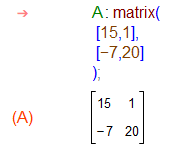 → A: matrix(
[15,1],
[−7,20]
);
(A) [15 1
−7 20]